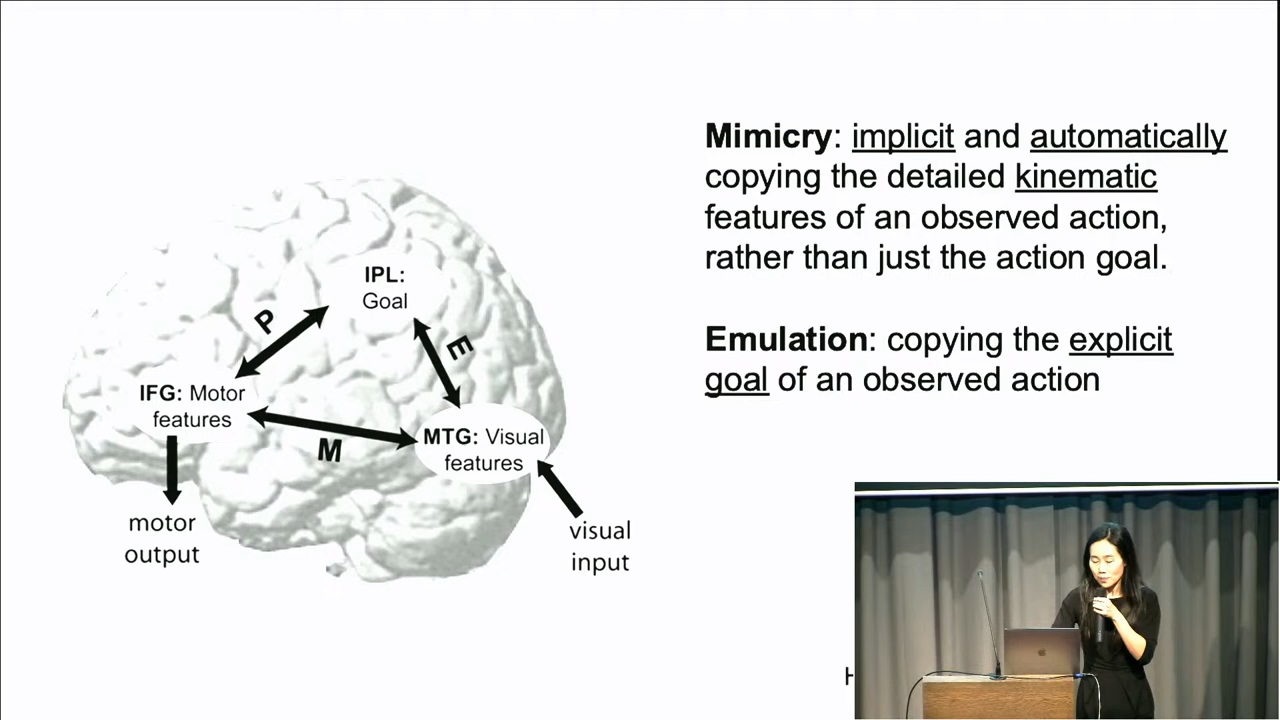 Mimicry: implicit and automatically
copying the detailed kinematic
features of an observed action,
rather than just the action goal.
Emulation: copying the explicit
goal of an observed action
IPL:
Goal
P
E
IFG: Motor
features
M
MTG: Visual
features
motor
output
visual
input
H